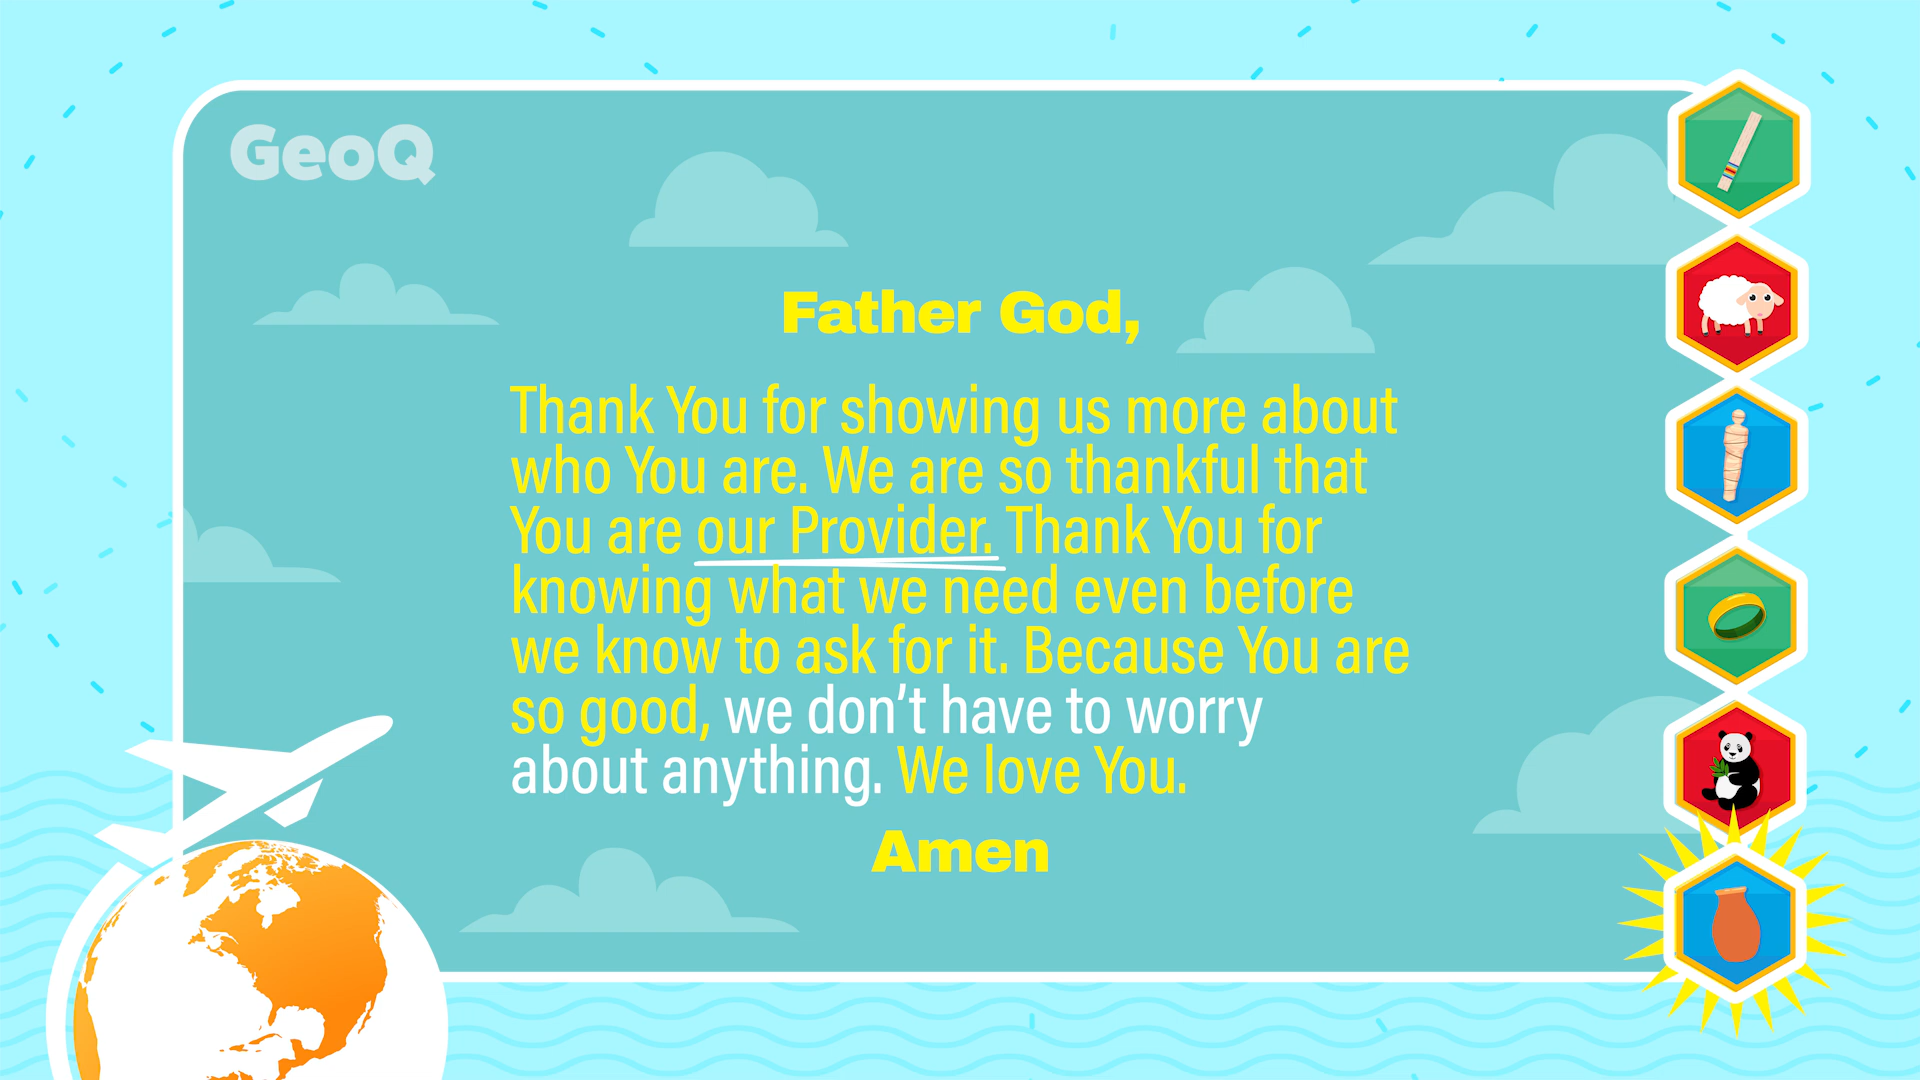 GeoQ
Father God,
Thank You for showing us more about
who You are. We are so thankful that
You are our Provider. Thank You for
knowing what we need even before
we know to ask for it. Because You are
so good, we don’t have to worry
about anything. We love You.
Amen